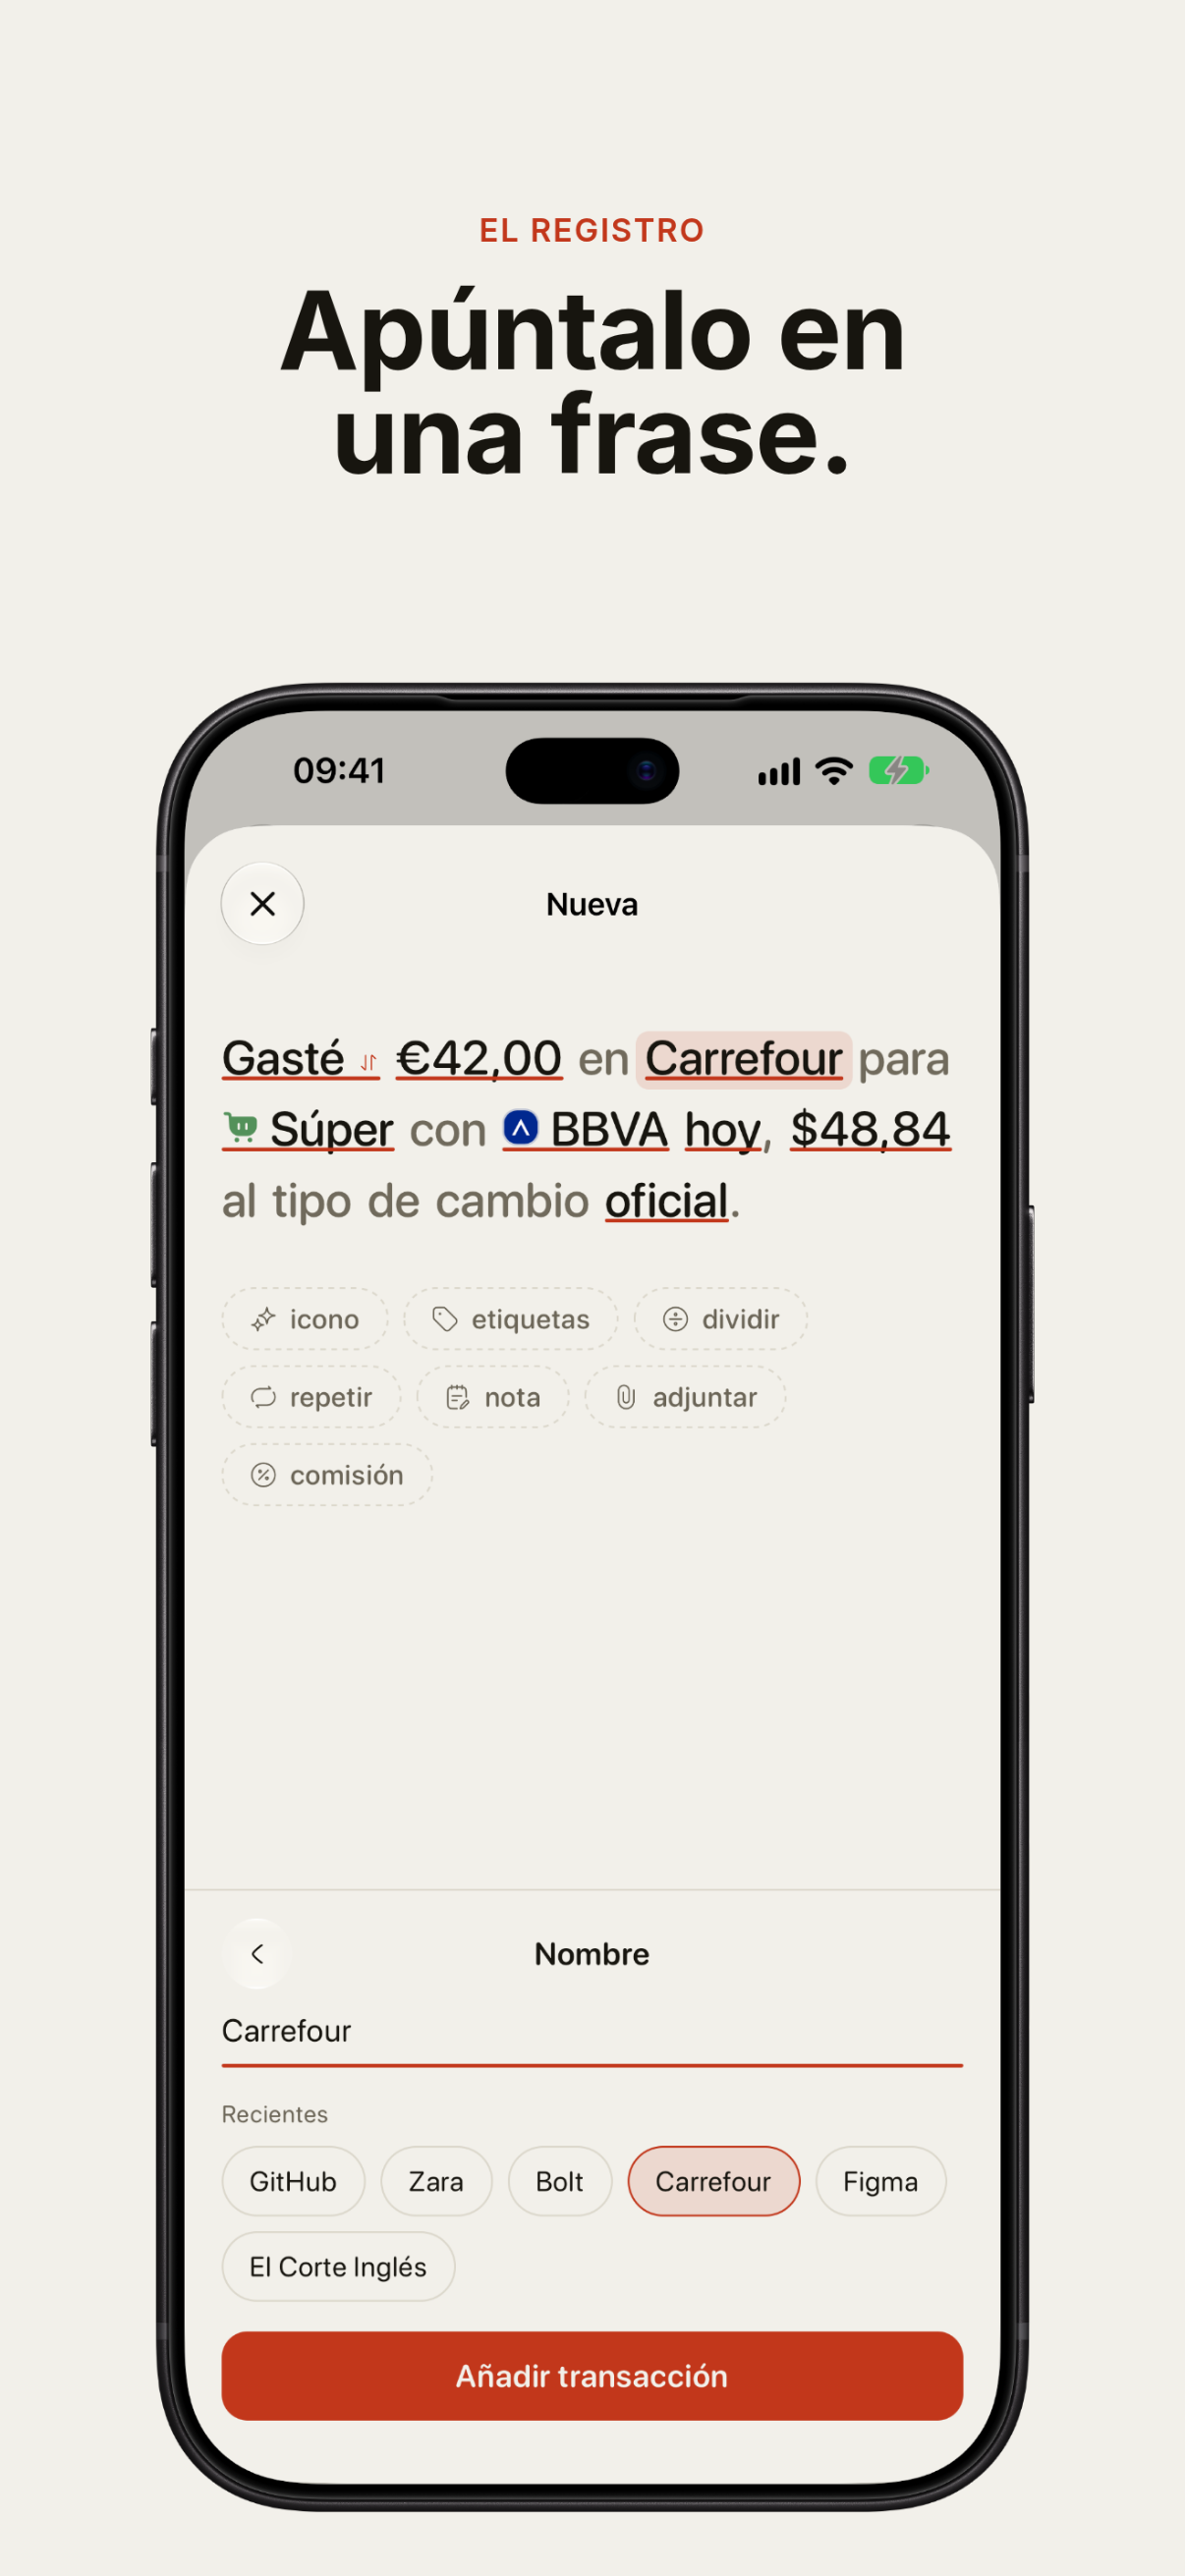 EL REGISTRO
Apúntalo en
una frase.
09:41
Nueva
Gasté €42,00 en Carrefour para
Súper con BBVA hoy, $48,84
al tipo de cambio oficial.
icono etiquetas dividir
repetir nota adjuntar
comisión
Nombre
Carrefour
Recientes
GitHub Zara Bolt Carrefour Figma
El Corte Inglés
Añadir transacción